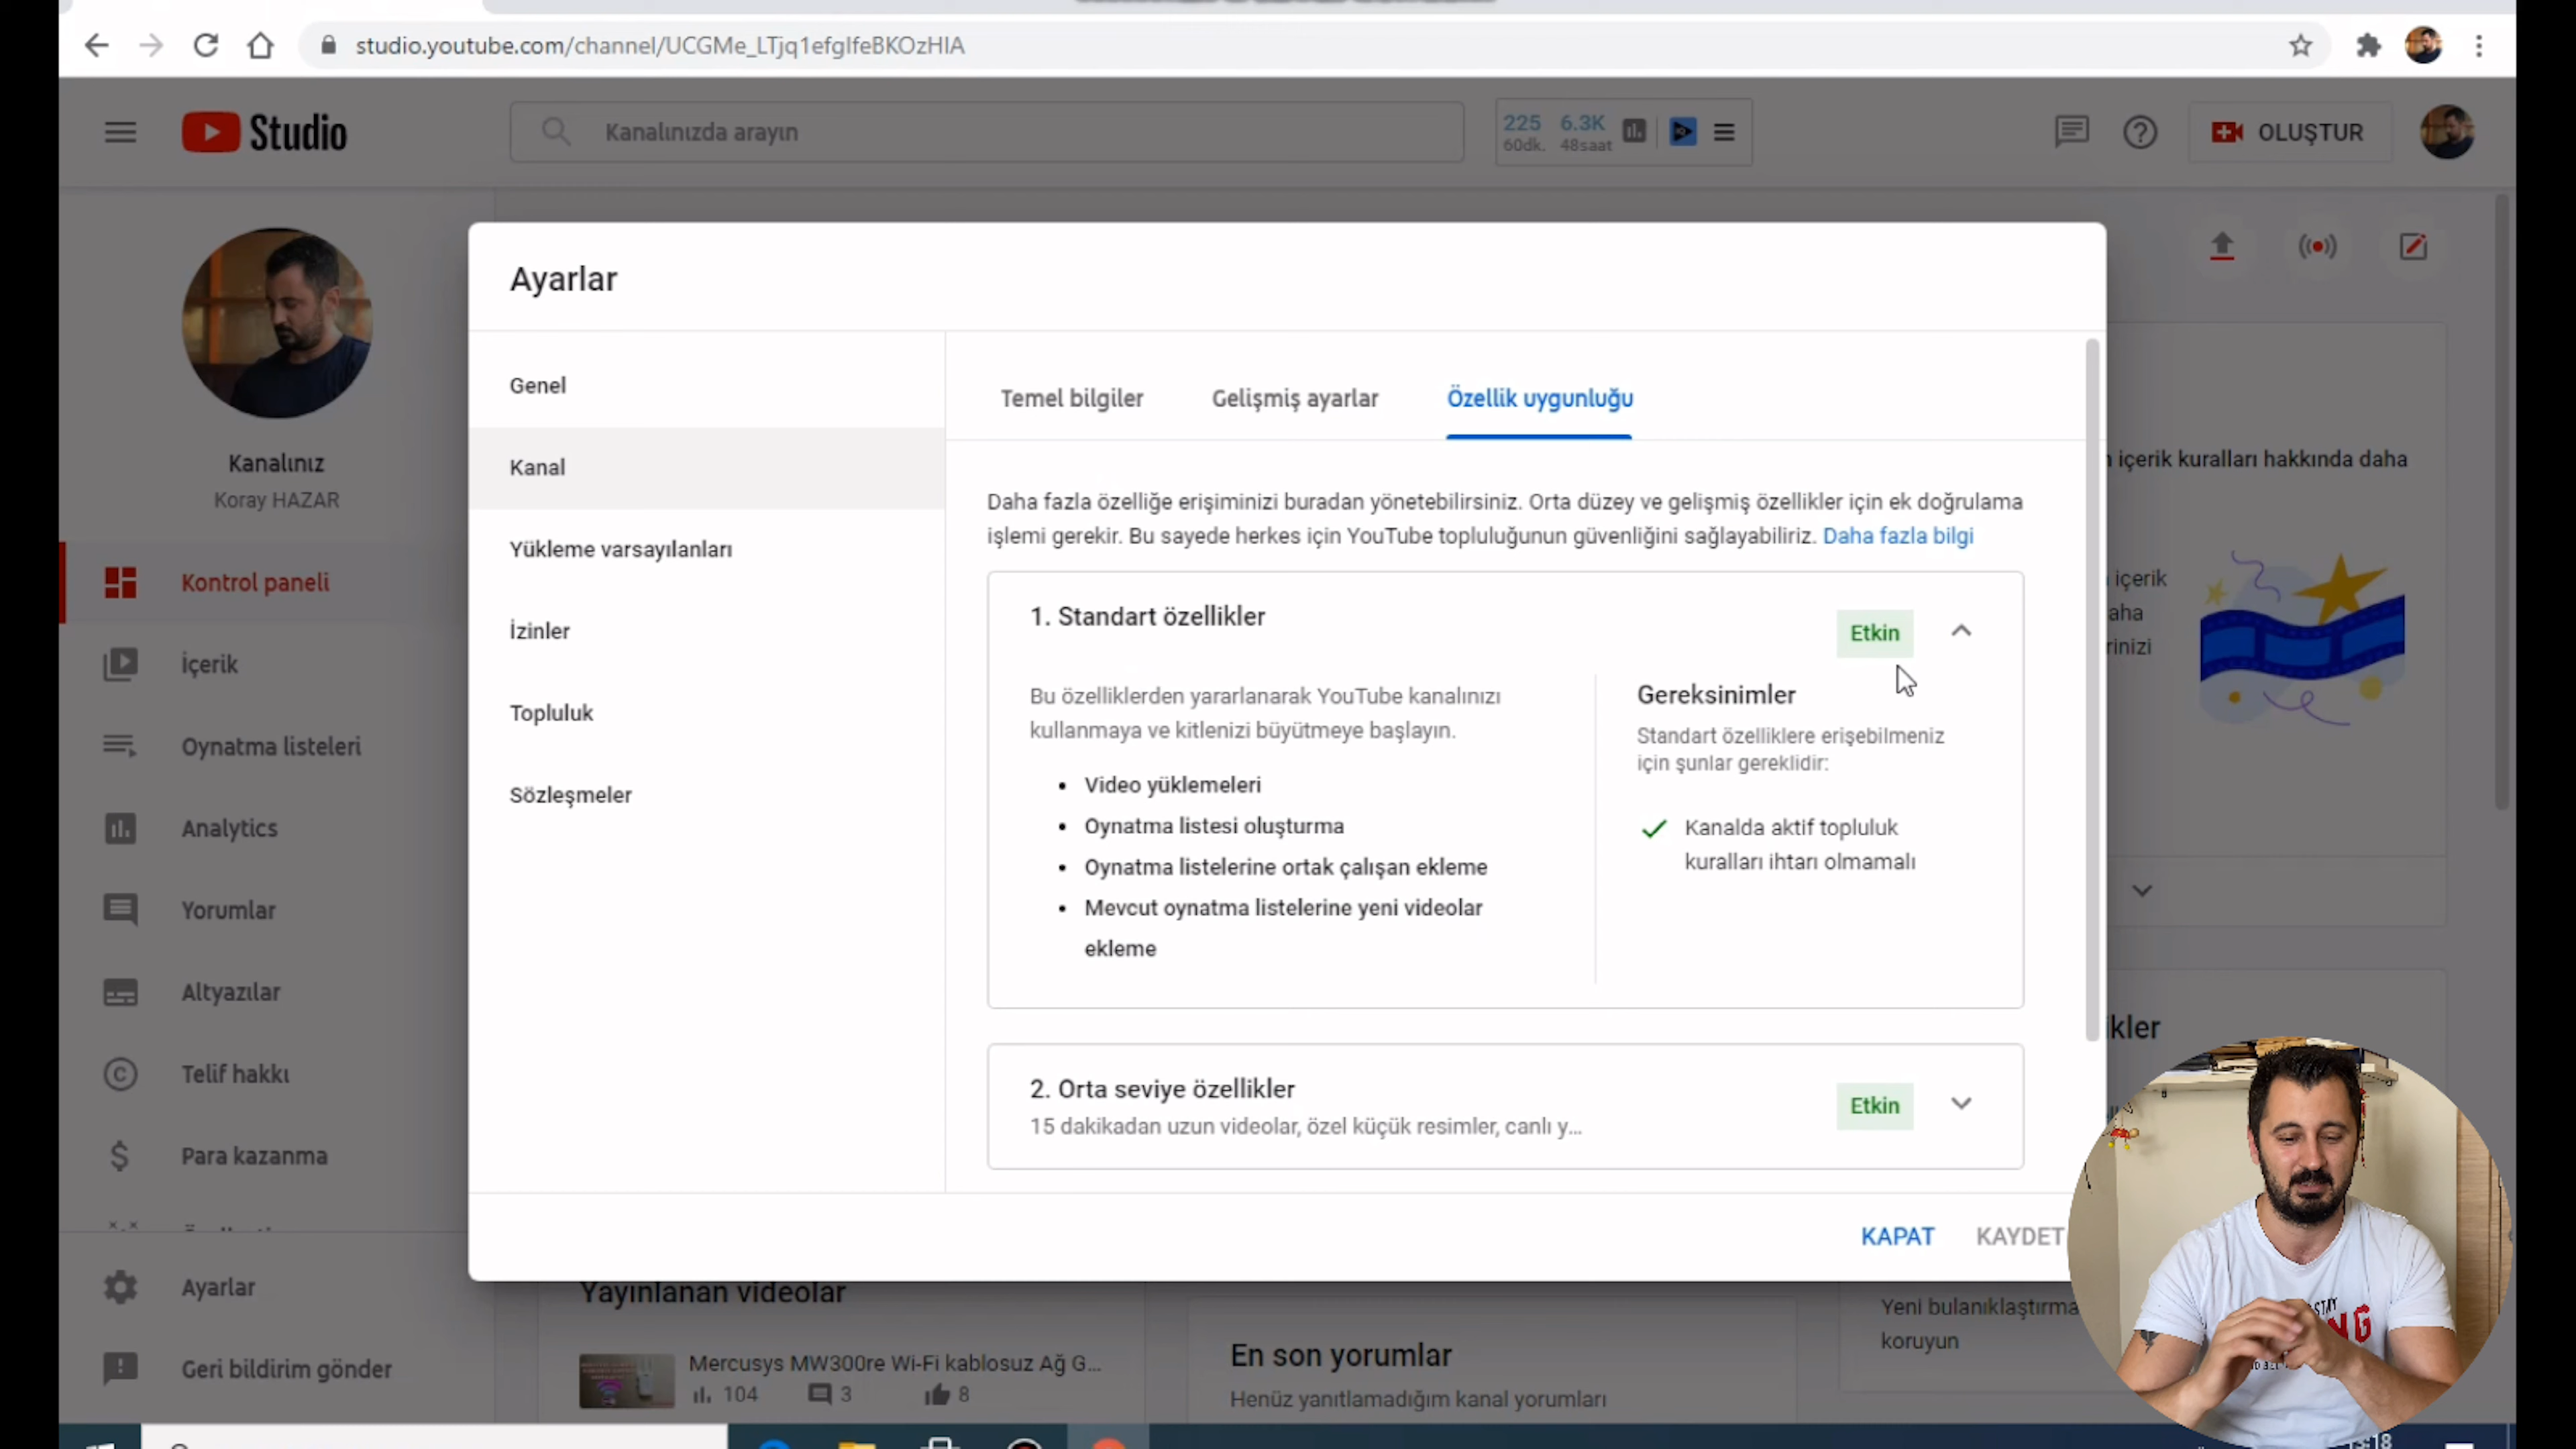 studio.youtube.com/channel/UCGMe_LTjq1efgIfeBKOzHIA
Studio
Kanalınızda arayın
225 6.3K
60dk. 48saat
OLUŞTUR
Kanalınız
Koray HAZAR
Kontrol paneli
İçerik
Oynatma listeleri
Analytics
Yorumlar
Altyazılar
Telif hakkı
Para kazanma
Ayarlar
Geri bildirim gönder
Ayarlar
Genel
Kanal
Yükleme varsayılanları
İzinler
Topluluk
Sözleşmeler
Temel bilgiler
Gelişmiş ayarlar
Özellik uygunluğu
Daha fazla özelliğe erişiminizi buradan yönetebilirsiniz. Orta düzey ve gelişmiş özellikler için ek doğrulama
işlemi gerekir. Bu sayede herkes için YouTube topluluğunun güvenliğini sağlayabiliriz. Daha fazla bilgi
1. Standart özellikler
Etkin
Bu özelliklerden yararlanarak YouTube kanalınızı
kullanmaya ve kitlenizi büyütmeye başlayın.
• Video yüklemeleri
• Oynatma listesi oluşturma
• Oynatma listelerine ortak çalışan ekleme
• Mevcut oynatma listelerine yeni videolar
ekleme
Gereksinimler
Standart özelliklere erişebilmeniz
için şunlar gereklidir:
Kanalda aktif topluluk
kuralları ihtarı olmamalı
2. Orta seviye özellikler
15 dakikadan uzun videolar, özel küçük resimler, canlı y...
Etkin
KAPAT
KAYDET
içerik kuralları hakkında daha
içerik
Yayınlanan videolar
Mercusys MW300re Wi-Fi kablosuz Ağ G...
104 3 8
En son yorumlar
Henüz yanıtlamadığım kanal yorumları
Yeni bulanıklaştırma
koruyun
STAY